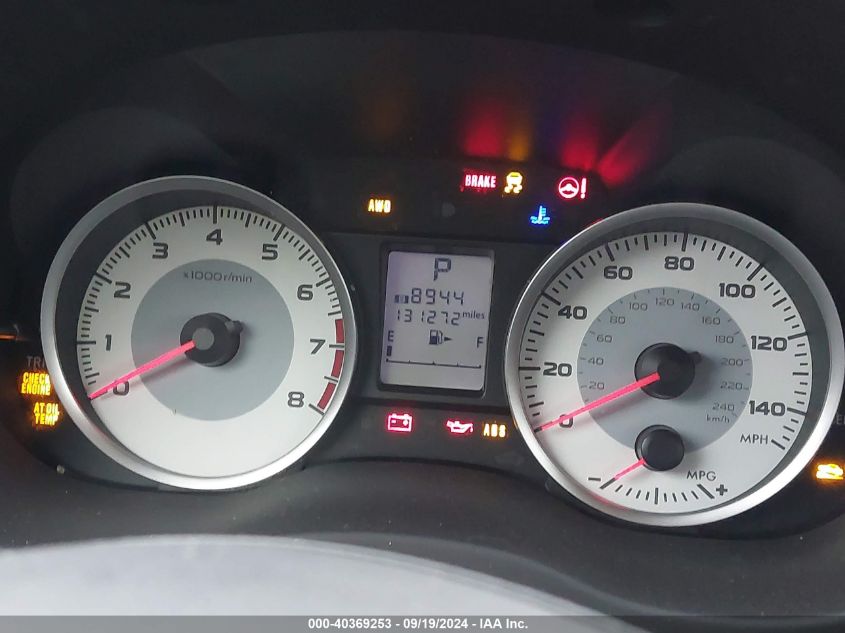 BRAKE
AWD
P
8944
131272 miles
E F
x1000r/min
0 1 2 3 4 5 6 7 8
CHECK ENGINE
AT OIL TEMP
ABS
0 20 40 60 80 100 120 140
MPH
20 40 60 80 100 120 140 160 180 200 220 240
km/h
MPG
- +
000-40369253 - 09/19/2024 - IAA Inc.